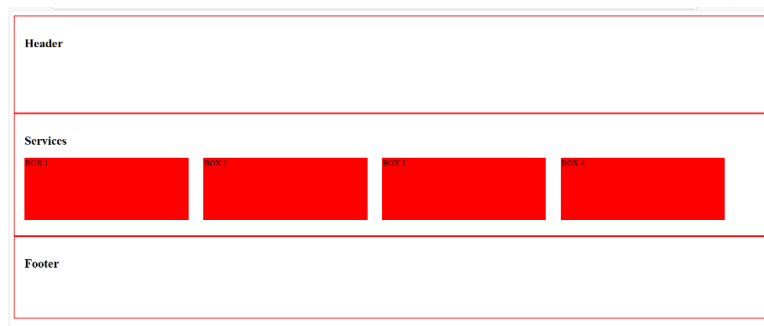 Header
Services
BOX 1
BOX 2
BOX 3
BOX 4
Footer